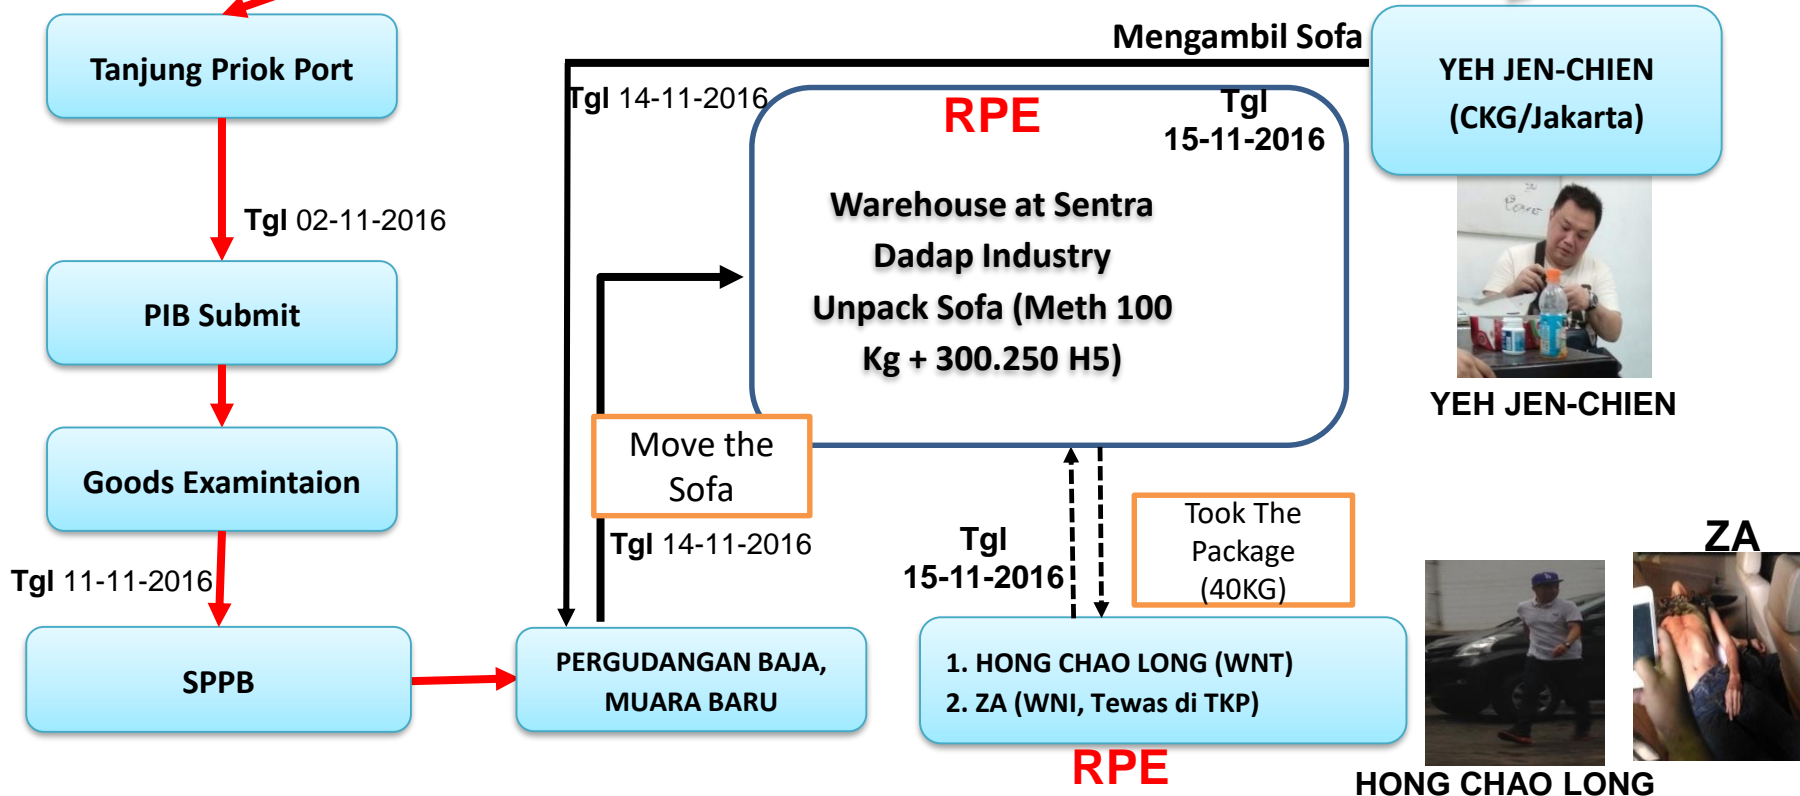 Tanjung Priok Port
Tgl 02-11-2016
PIB Submit
Goods Examintaion
Tgl 11-11-2016
SPPB
PERGUDANGAN BAJA,
MUARA BARU
Mengambil Sofa
Tgl 14-11-2016
YEH JEN-CHIEN
(CKG/Jakarta)
YEH JEN-CHIEN
RPE
Tgl
15-11-2016
Warehouse at Sentra
Dadap Industry
Unpack Sofa (Meth 100
Kg + 300.250 H5)
Move the
Sofa
Tgl 14-11-2016
Tgl
15-11-2016
Took The
Package
(40KG)
1. HONG CHAO LONG (WNT)
2. ZA (WNI, Tewas di TKP)
RPE
ZA
HONG CHAO LONG